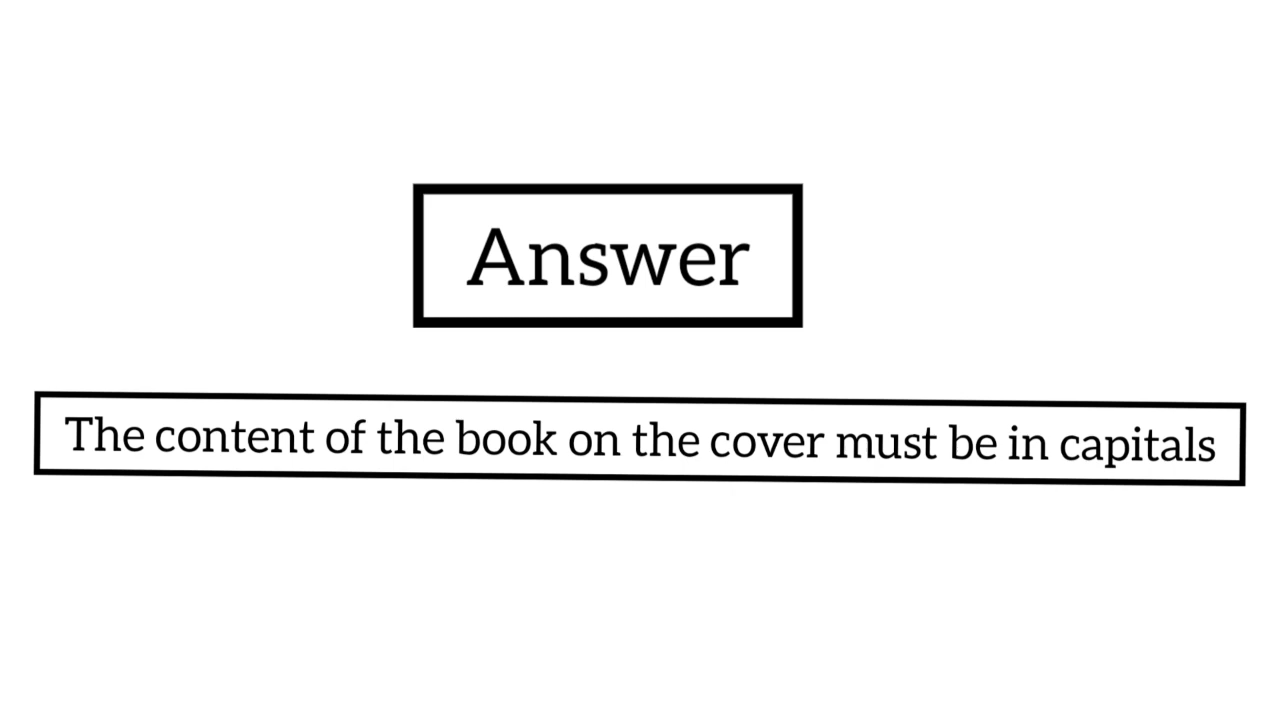 Answer
The content of the book on the cover must be in capitals